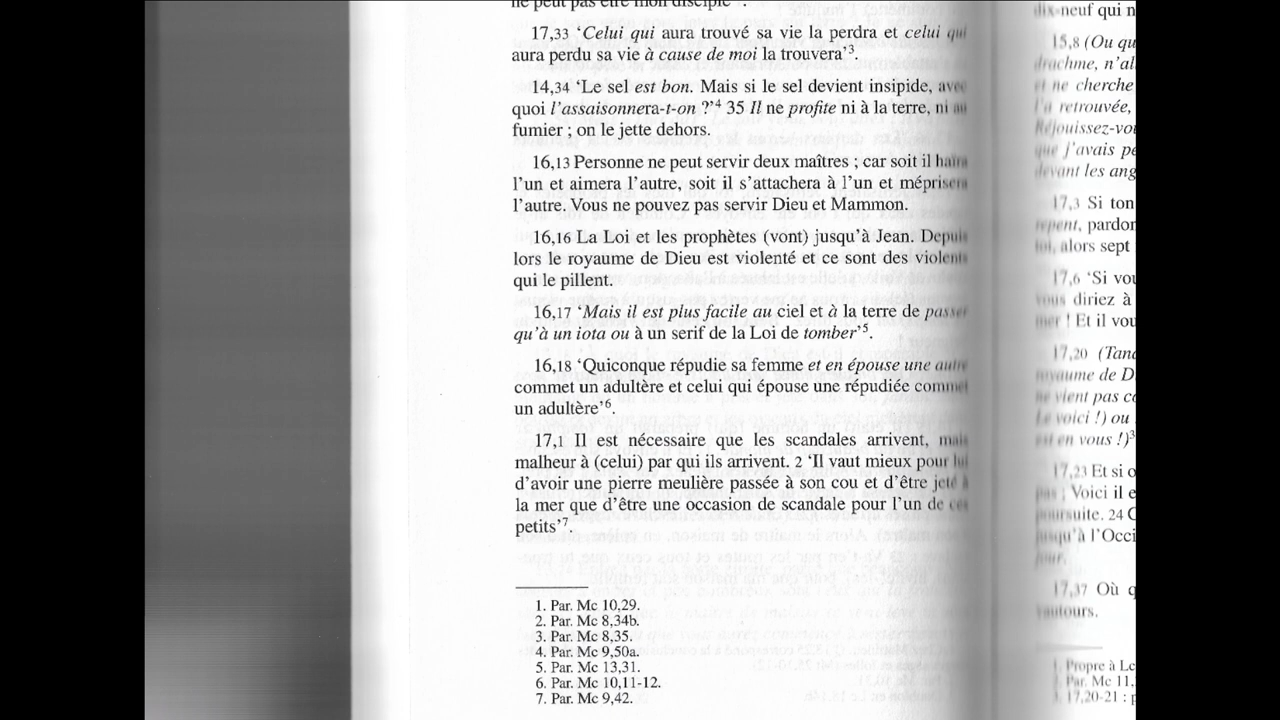 ne peut pas être mon disciple².
17,33 ‘Celui qui aura trouvé sa vie la perdra et celui qui
aura perdu sa vie à cause de moi la trouvera’³.
14,34 ‘Le sel est bon. Mais si le sel devient insipide, avec
quoi l’assaisonnera-t-on ?’⁴ 35 Il ne profite ni à la terre, ni au
fumier ; on le jette dehors.
16,13 Personne ne peut servir deux maîtres ; car soit il haïra
l’un et aimera l’autre, soit il s’attachera à l’un et méprisera
l’autre. Vous ne pouvez pas servir Dieu et Mammon.
16,16 La Loi et les prophètes (vont) jusqu’à Jean. Depuis
lors le royaume de Dieu est violenté et ce sont des violents
qui le pillent.
16,17 ‘Mais il est plus facile au ciel et à la terre de passer
qu’à un iota ou à un serif de la Loi de tomber’⁵.
16,18 ‘Quiconque répudie sa femme et en épouse une autre
commet un adultère et celui qui épouse une répudiée commet
un adultère’⁶.
17,1 Il est nécessaire que les scandales arrivent, mais
malheur à (celui) par qui ils arrivent. 2 ‘Il vaut mieux pour lui
d’avoir une pierre meulière passée à son cou et d’être jeté à
la mer que d’être une occasion de scandale pour l’un de ces
petits’⁷.
1. Par. Mc 10,29.
2. Par. Mc 8,34b.
3. Par. Mc 8,35.
4. Par. Mc 9,50a.
5. Par. Mc 13,31.
6. Par. Mc 10,11-12.
7. Par. Mc 9,42.
dix-neuf qui n
15,8 (Ou qu
drachme, n’al
et ne cherche
l’a retrouvée,
Réjouissez-vou
que j’avais pe
devant les ang
17,3 Si ton
repent, pardon
toi, alors sept
17,6 ‘Si vou
vous diriez à
mer ! Et il vou
17,20 (Tand
royaume de D
ne vient pas co
Le voici !) ou
est en vous !)³
17,23 Et si o
pas ; Voici il e
poursuite. 24 C
jusqu’à l’Occi
jour.
17,37 Où q
vautours.
1. Propre à Lc
2. Par. Mc 11,
3. 17,20-21 : p